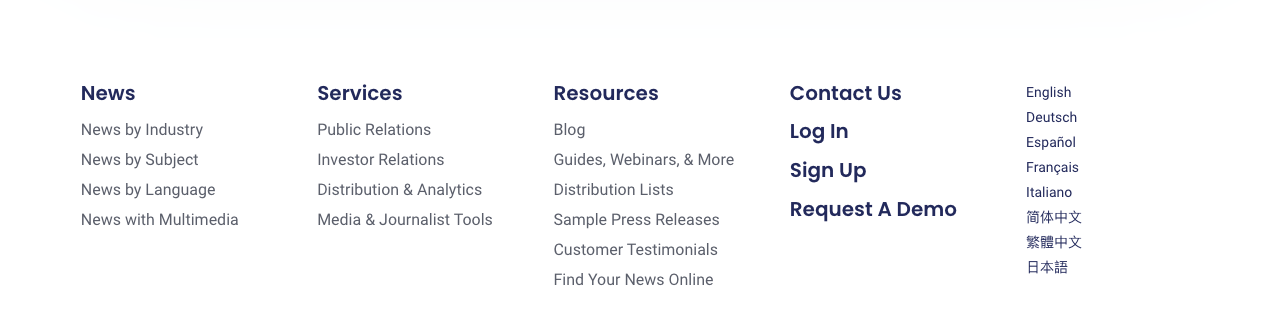 News
News by Industry
News by Subject
News by Language
News with Multimedia
Services
Public Relations
Investor Relations
Distribution & Analytics
Media & Journalist Tools
Resources
Blog
Guides, Webinars, & More
Distribution Lists
Sample Press Releases
Customer Testimonials
Find Your News Online
Contact Us
Log In
Sign Up
Request A Demo
English
Deutsch
Español
Français
Italiano
简体中文
繁體中文
日本語